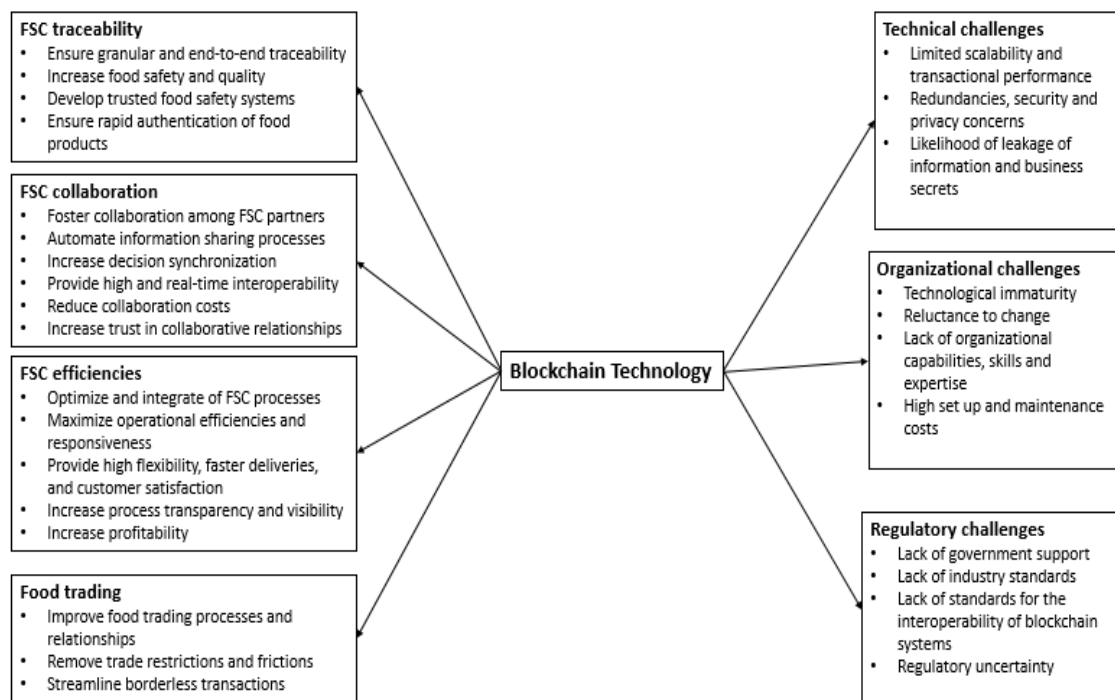 FSC traceability
• Ensure granular and end-to-end traceability
• Increase food safety and quality
• Develop trusted food safety systems
• Ensure rapid authentication of food
products
FSC collaboration
• Foster collaboration among FSC partners
• Automate information sharing processes
• Increase decision synchronization
• Provide high and real-time interoperability
• Reduce collaboration costs
• Increase trust in collaborative relationships
FSC efficiencies
• Optimize and integrate of FSC processes
• Maximize operational efficiencies and
responsiveness
• Provide high flexibility, faster deliveries,
and customer satisfaction
• Increase process transparency and visibility
• Increase profitability
Food trading
• Improve food trading processes and
relationships
• Remove trade restrictions and frictions
• Streamline borderless transactions
Blockchain Technology
Technical challenges
• Limited scalability and
transactional performance
• Redundancies, security and
privacy concerns
• Likelihood of leakage of
information and business
secrets
Organizational challenges
• Technological immaturity
• Reluctance to change
• Lack of organizational
capabilities, skills and
expertise
• High set up and maintenance
costs
Regulatory challenges
• Lack of government support
• Lack of industry standards
• Lack of standards for the
interoperability of blockchain
systems
• Regulatory uncertainty